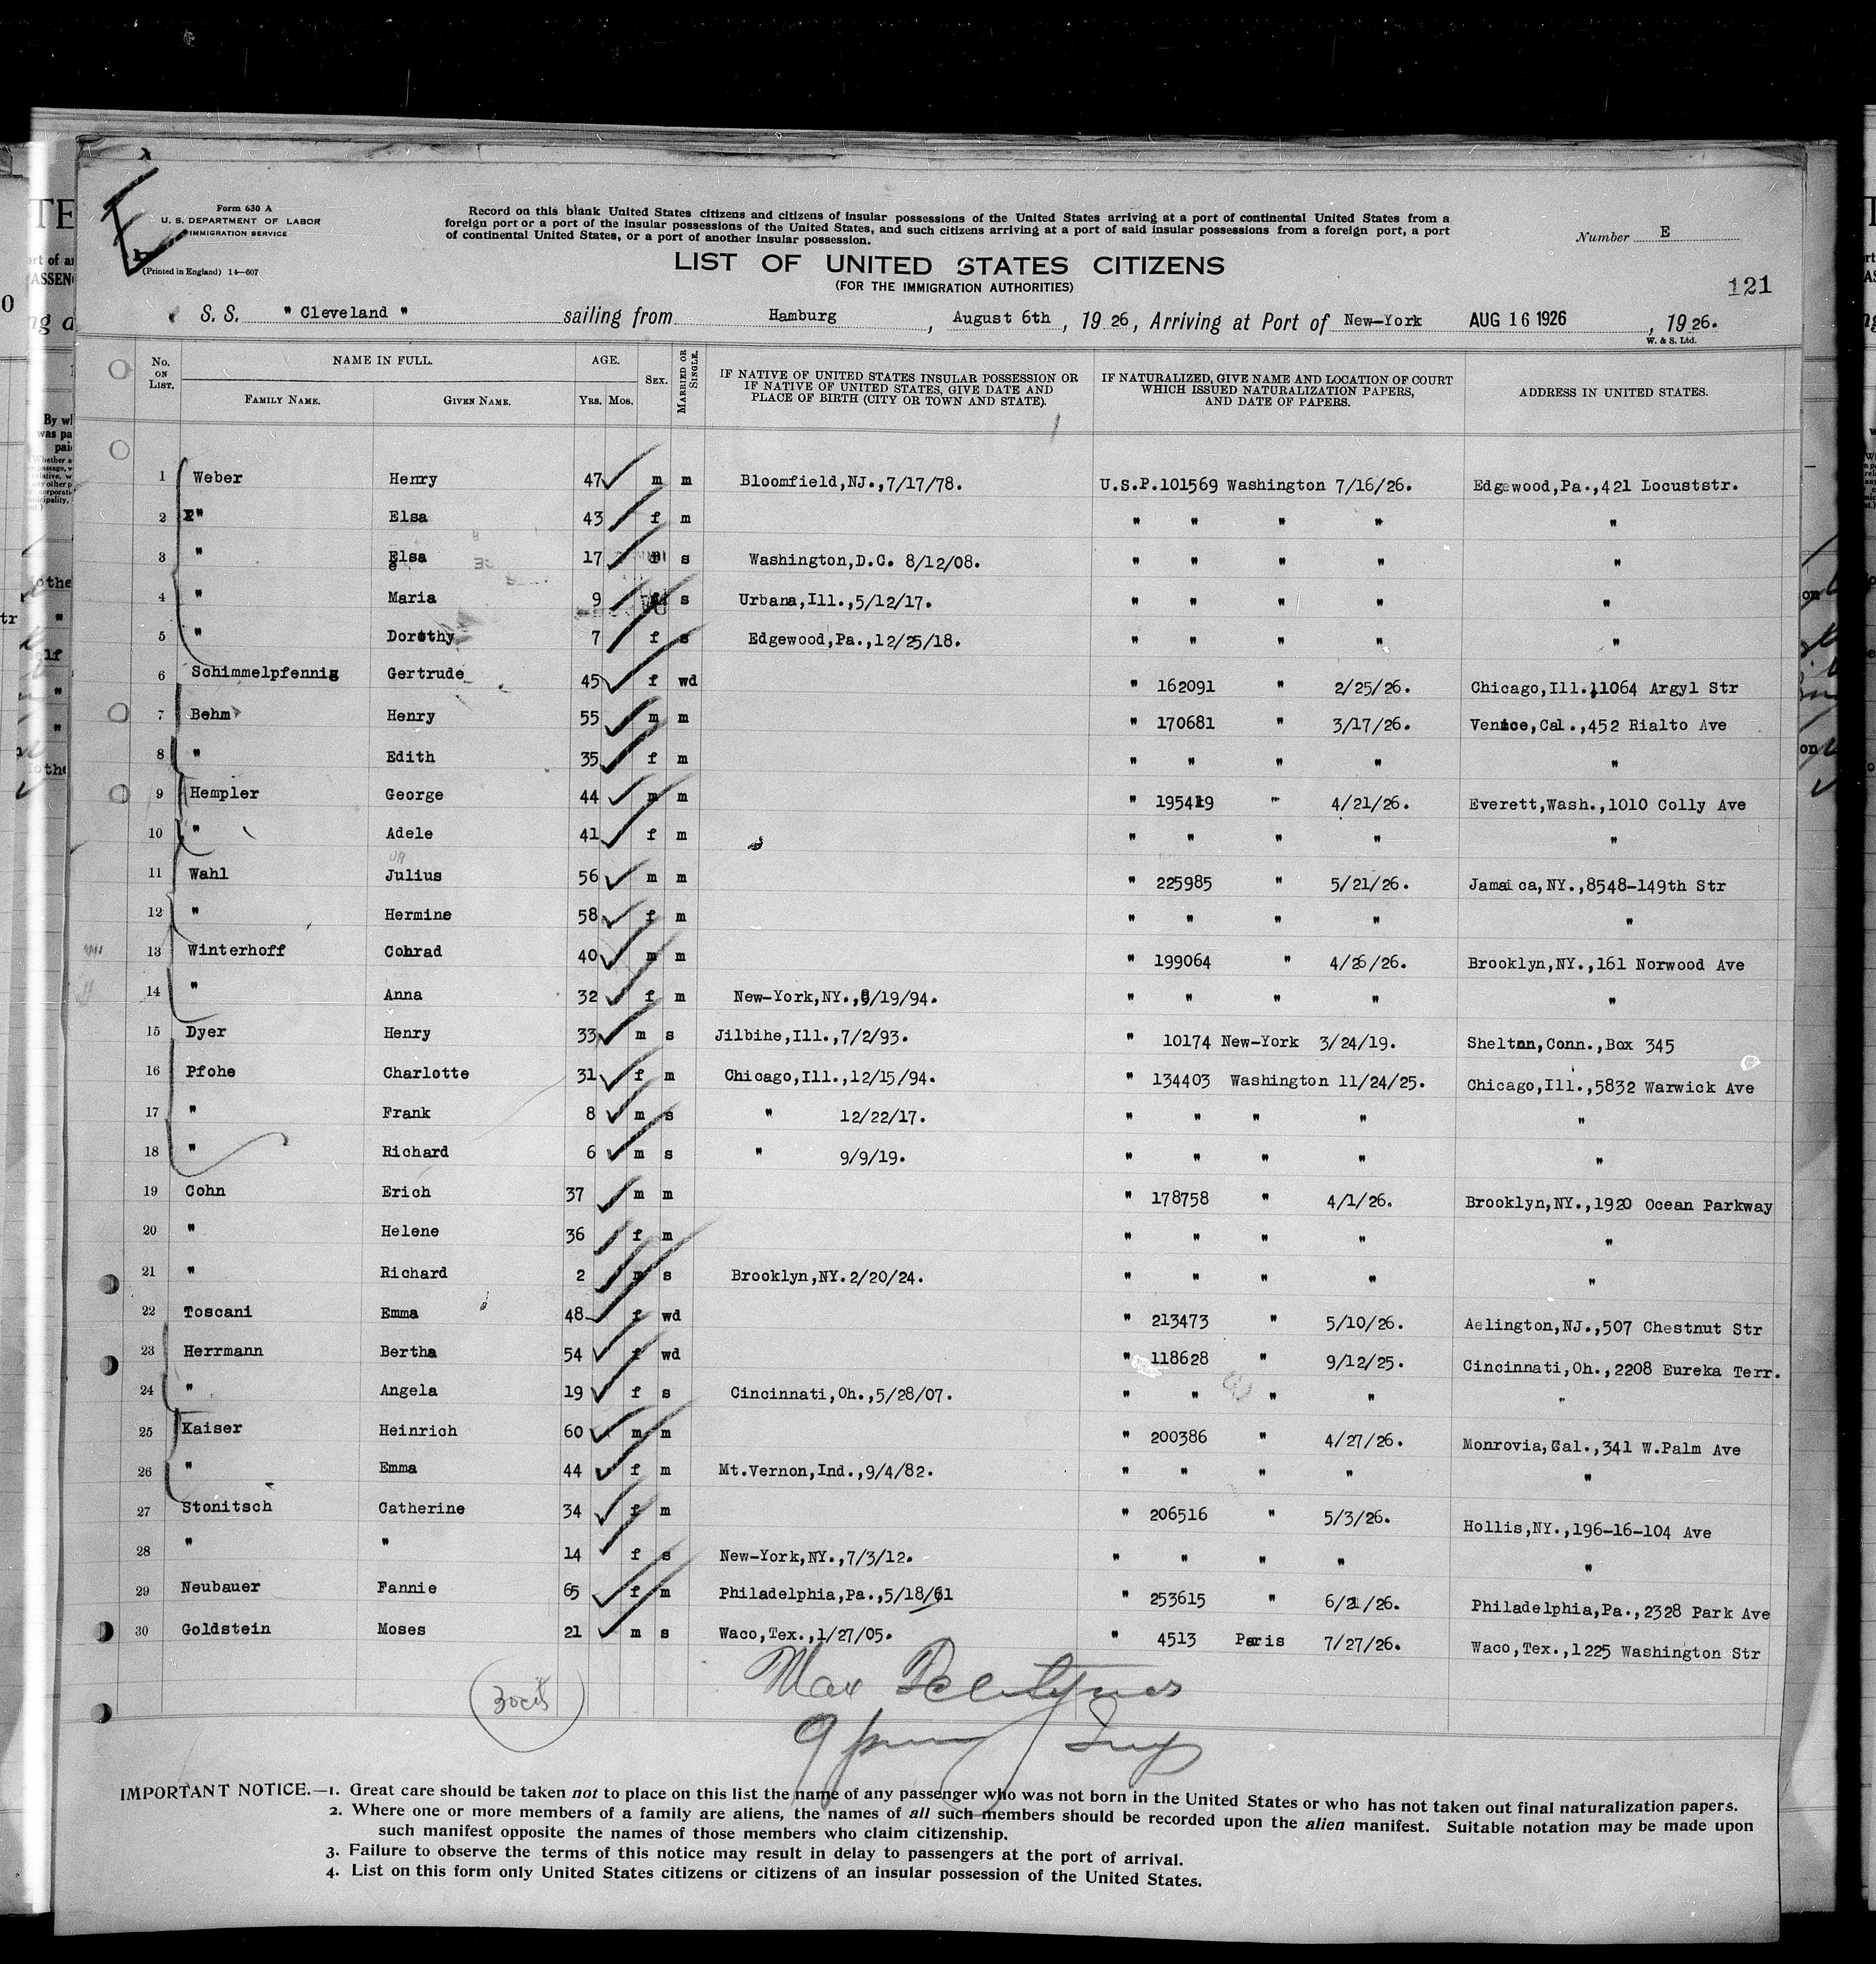 Form 630 A
U. S. DEPARTMENT OF LABOR
IMMIGRATION SERVICE
(Printed in England) 14—607
Record on this blank United States citizens and citizens of insular possessions of the United States arriving at a port of continental United States from a
foreign port or a port of the insular possessions of the United States, and such citizens arriving at a port of said insular possessions from a foreign port, a port
of continental United States, or a port of another insular possession.
Number E
LIST OF UNITED STATES CITIZENS
(FOR THE IMMIGRATION AUTHORITIES)
121
S. S. " Cleveland " sailing from Hamburg, August 6th, 1926, Arriving at Port of New-York AUG 16 1926, 1926.
W. & S. Ltd.
No. ON LIST. NAME IN FULL. FAMILY NAME. GIVEN NAME. AGE. YRS. MOS. SEX. MARRIED OR SINGLE. IF NATIVE OF UNITED STATES INSULAR POSSESSION OR IF NATIVE OF UNITED STATES, GIVE DATE AND PLACE OF BIRTH (CITY OR TOWN AND STATE). IF NATURALIZED, GIVE NAME AND LOCATION OF COURT WHICH ISSUED NATURALIZATION PAPERS, AND DATE OF PAPERS. ADDRESS IN UNITED STATES.
1 Weber Henry 47 m m Bloomfield,NJ.,7/17/78. U.S.P.101569 Washington 7/16/26. Edgewood,Pa.,421 Locuststr.
2 " Elsa 43 f m " " " " "
3 " Elsa 17 f s Washington,D.C. 8/12/08. " " " " "
4 " Maria 9 f s Urbana,Ill.,5/12/17. " " " " "
5 " Dorothy 7 f s Edgewood,Pa.,12/25/18. " " " " "
6 Schimmelpfennig Gertrude 45 f wd " 162091 " 2/25/26. Chicago,Ill.11064 Argyl Str
7 Behm Henry 55 m m " 170681 " 3/17/26. Venice,Cal.,452 Rialto Ave
8 " Edith 35 f m " " " " "
9 Hempler George 44 m m " 195419 " 4/21/26. Everett,Wash.,1010 Colly Ave
10 " Adele 41 f m " " " " "
11 Wahl Julius 56 m m " 225985 " 5/21/26. Jamaica,NY.,8548-149th Str
12 " Hermine 58 f m " " " " "
13 Winterhoff Conrad 40 m m " 199064 " 4/26/26. Brooklyn,NY.,161 Norwood Ave
14 " Anna 32 f m New-York,NY., /19/94. " " " " "
15 Dyer Henry 33 m s Jilbihe,Ill.,7/2/93. " 10174 New-York 3/24/19. Shelton,Conn.,Box 345
16 Pfohe Charlotte 31 f m Chicago,Ill.,12/15/94. " 134403 Washington 11/24/25. Chicago,Ill.,5832 Warwick Ave
17 " Frank 8 m s " 12/22/17. " " " " "
18 " Richard 6 m s " 9/9/19. " " " " "
19 Cohn Erich 37 m m " 178758 " 4/1/26. Brooklyn,NY.,1920 Ocean Parkway
20 " Helene 36 f m " " " " "
21 " Richard 2 m s Brooklyn,NY.2/20/24. " " " " "
22 Toscani Emma 48 f wd " 213473 " 5/10/26. Aelington,NJ.,507 Chestnut Str
23 Herrmann Bertha 54 f wd " 118628 " 9/12/25. Cincinnati,Oh.,2208 Eureka Terr.
24 " Angela 19 f s Cincinnati,Oh.,5/28/07. " " " " "
25 Kaiser Heinrich 60 m m " 200386 " 4/27/26. Monrovia,Cal.,341 W.Palm Ave
26 " Emma 44 f m Mt.Vernon,Ind.,9/4/82. " " " " "
27 Stonitsch Catherine 34 f m " 206516 " 5/3/26. Hollis,NY.,196-16-104 Ave
28 " " 14 f s New-York,NY.,7/3/12. " " " " "
29 Neubauer Fannie 65 f m Philadelphia,Pa.,5/18/61 " 253615 " 6/21/26. Philadelphia,Pa.,2328 Park Ave
30 Goldstein Moses 21 m s Waco,Tex.,1/27/05. " 4513 Paris 7/27/26. Waco,Tex.,1225 Washington Str
Max
IMPORTANT NOTICE.—1. Great care should be taken not to place on this list the name of any passenger who was not born in the United States or who has not taken out final naturalization papers.
2. Where one or more members of a family are aliens, the names of all such members should be recorded upon the alien manifest. Suitable notation may be made upon
such manifest opposite the names of those members who claim citizenship.
3. Failure to observe the terms of this notice may result in delay to passengers at the port of arrival.
4. List on this form only United States citizens or citizens of an insular possession of the United States.